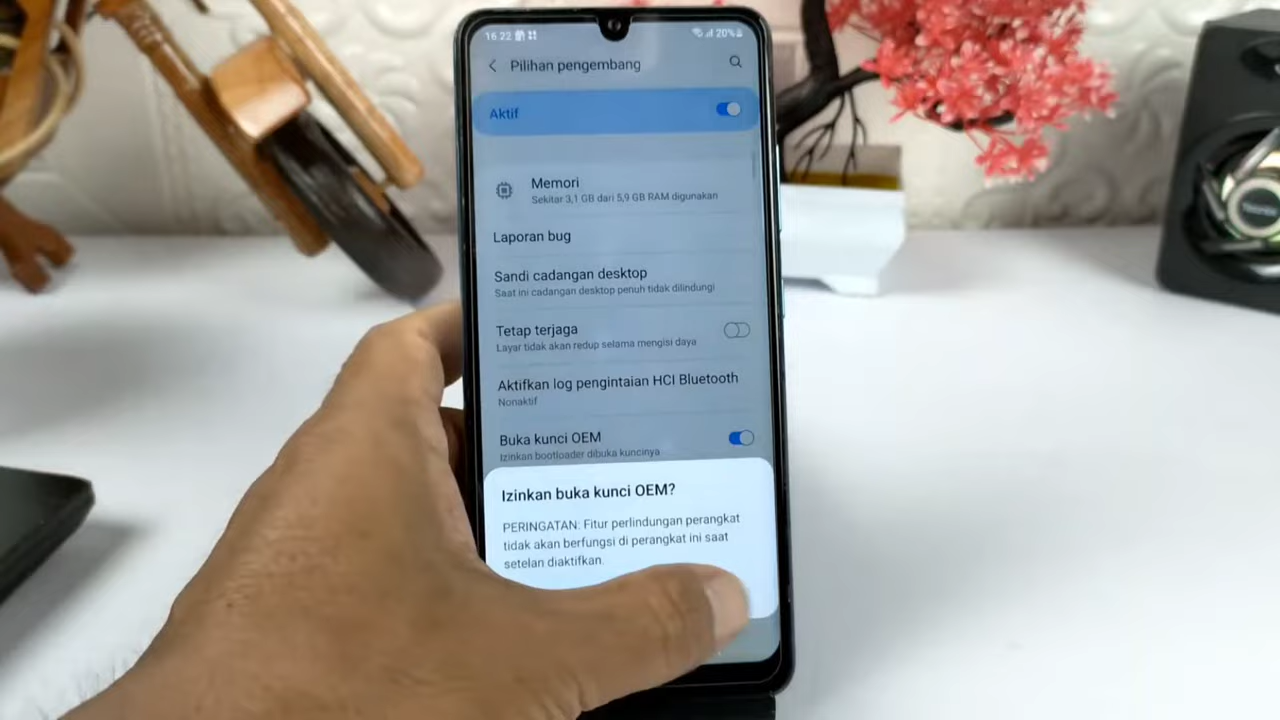 16.22
20%
Pilihan pengembang
Aktif
Memori
Sekitar 3,1 GB dari 5,9 GB RAM digunakan
Laporan bug
Sandi cadangan desktop
Saat ini cadangan desktop penuh tidak dilindungi
Tetap terjaga
Layar tidak akan redup selama mengisi daya
Aktifkan log pengintaian HCI Bluetooth
Nonaktif
Buka kunci OEM
Izinkan bootloader dibuka kuncinya
Izinkan buka kunci OEM?
PERINGATAN: Fitur perlindungan perangkat
tidak akan berfungsi di perangkat ini saat
setelan diaktifkan.